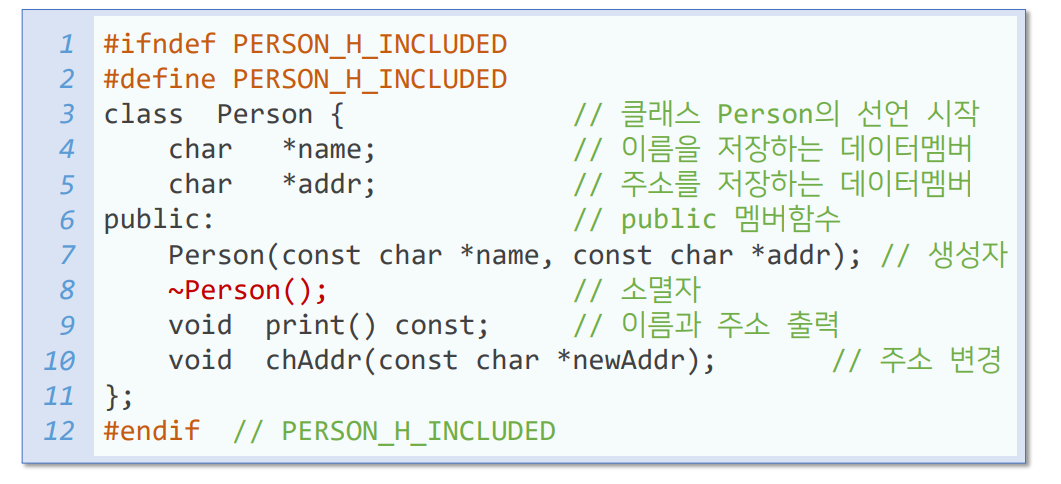 1 #ifndef PERSON_H_INCLUDED
2 #define PERSON_H_INCLUDED
3 class  Person {              // 클래스 Person의 선언 시작
4     char   *name;            // 이름을 저장하는 데이터멤버
5     char   *addr;            // 주소를 저장하는 데이터멤버
6 public:                      // public 멤버함수
7     Person(const char *name, const char *addr); // 생성자
8     ~Person();               // 소멸자
9     void  print() const;     // 이름과 주소 출력
10     void  chAddr(const char *newAddr);       // 주소 변경
11 };
12 #endif  // PERSON_H_INCLUDED